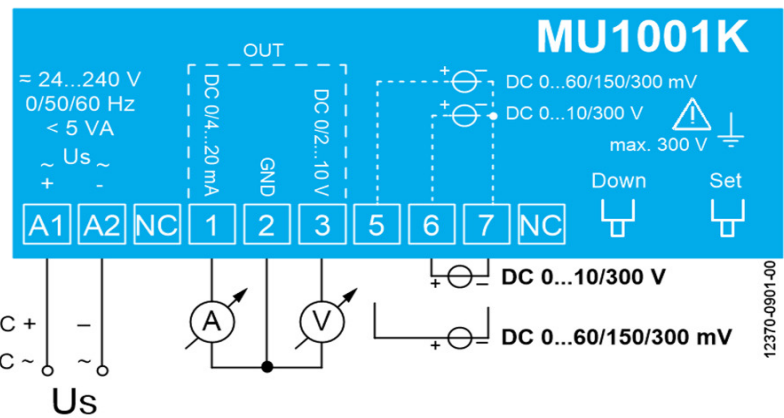 MU1001K
OUT
≂ 24...240 V
0/50/60 Hz
< 5 VA
~ Us ~
+ -
DC 0/4...20 mA
GND
DC 0/2...10 V
+ − DC 0...60/150/300 mV
+ − DC 0...10/300 V
max. 300 V
Down Set
A1 A2 NC 1 2 3 5 6 7 NC
+ − DC 0...10/300 V
A V
C + −
+ − DC 0...60/150/300 mV
C ~ ~
Us
12370-0901-00